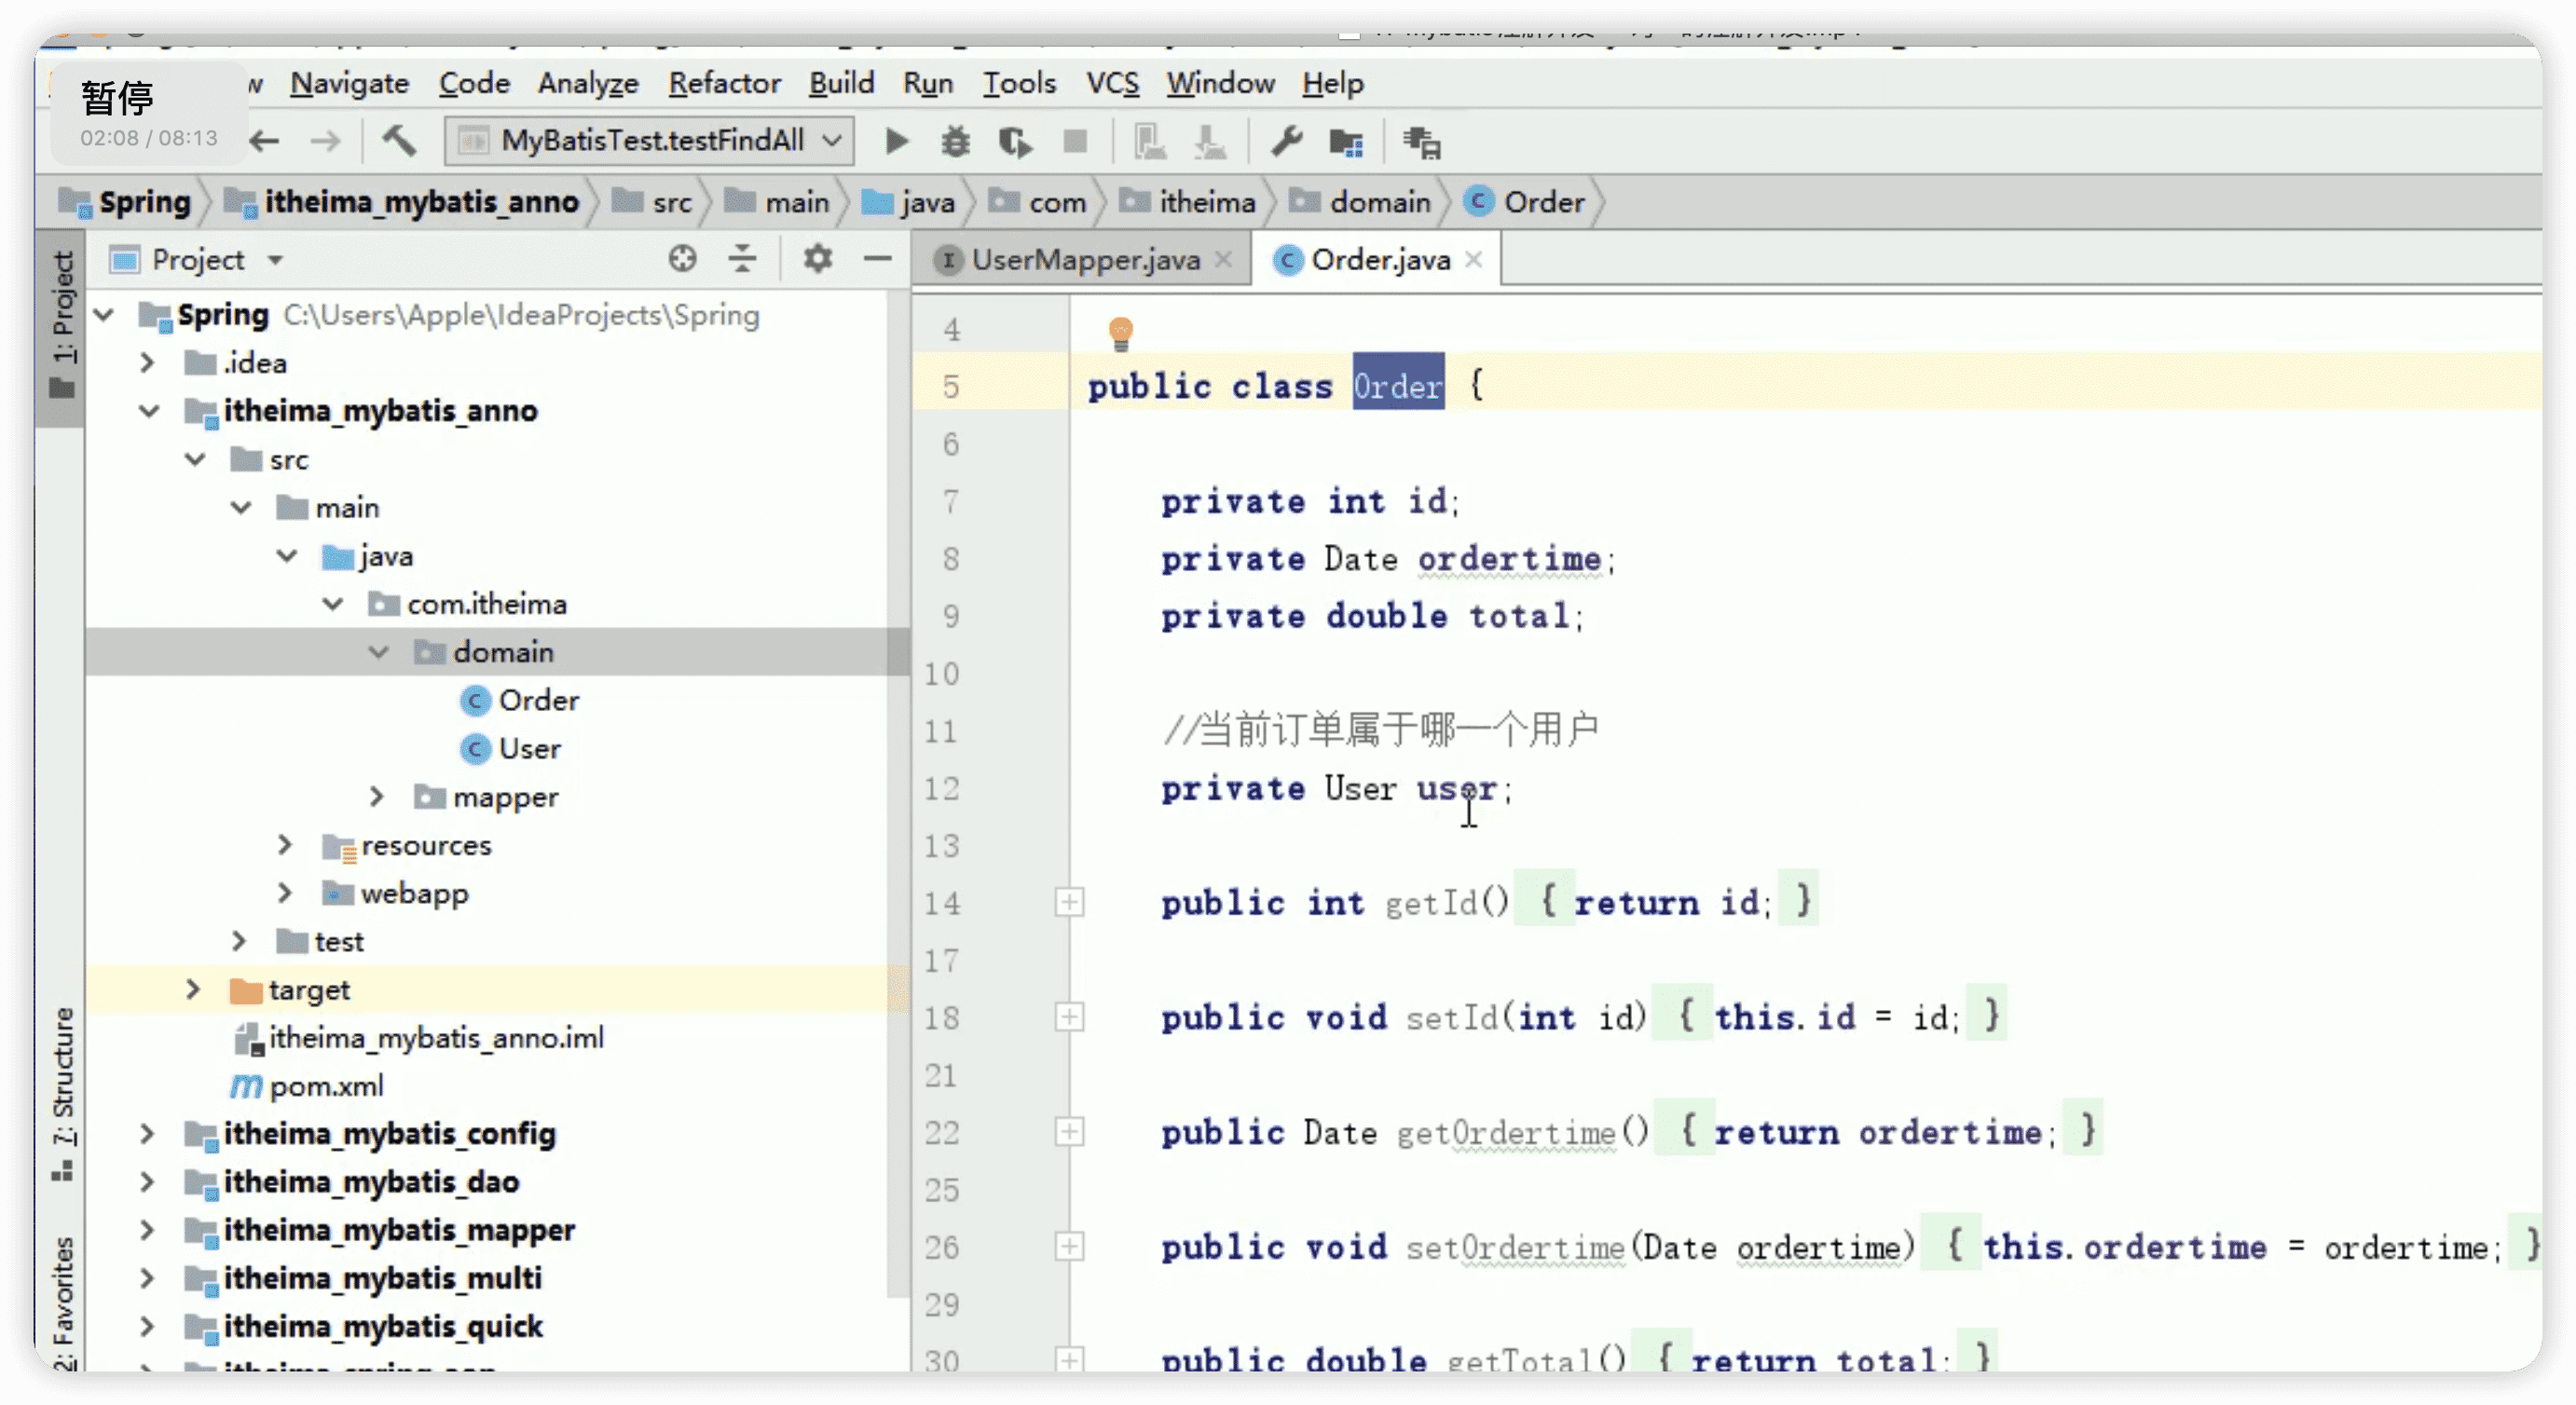 暂停
02:08 / 08:13
w Navigate Code Analyze Refactor Build Run Tools VCS Window Help
MyBatisTest.testFindAll
Spring itheima_mybatis_anno src main java com itheima domain Order
1: Project
Project
UserMapper.java Order.java
Spring C:\Users\Apple\IdeaProjects\Spring
.idea
itheima_mybatis_anno
src
main
java
com.itheima
domain
Order
User
mapper
resources
webapp
test
target
itheima_mybatis_anno.iml
pom.xml
itheima_mybatis_config
itheima_mybatis_dao
itheima_mybatis_mapper
itheima_mybatis_multi
itheima_mybatis_quick
7: Structure
2: Favorites
4
5 public class Order {
6
7 private int id;
8 private Date ordertime;
9 private double total;
10
11 //当前订单属于哪一个用户
12 private User user;
13
14 public int getId() { return id; }
17
18 public void setId(int id) { this.id = id; }
21
22 public Date getOrdertime() { return ordertime; }
25
26 public void setOrdertime(Date ordertime) { this.ordertime = ordertime; }
29
30 public double getTotal() { return total; }